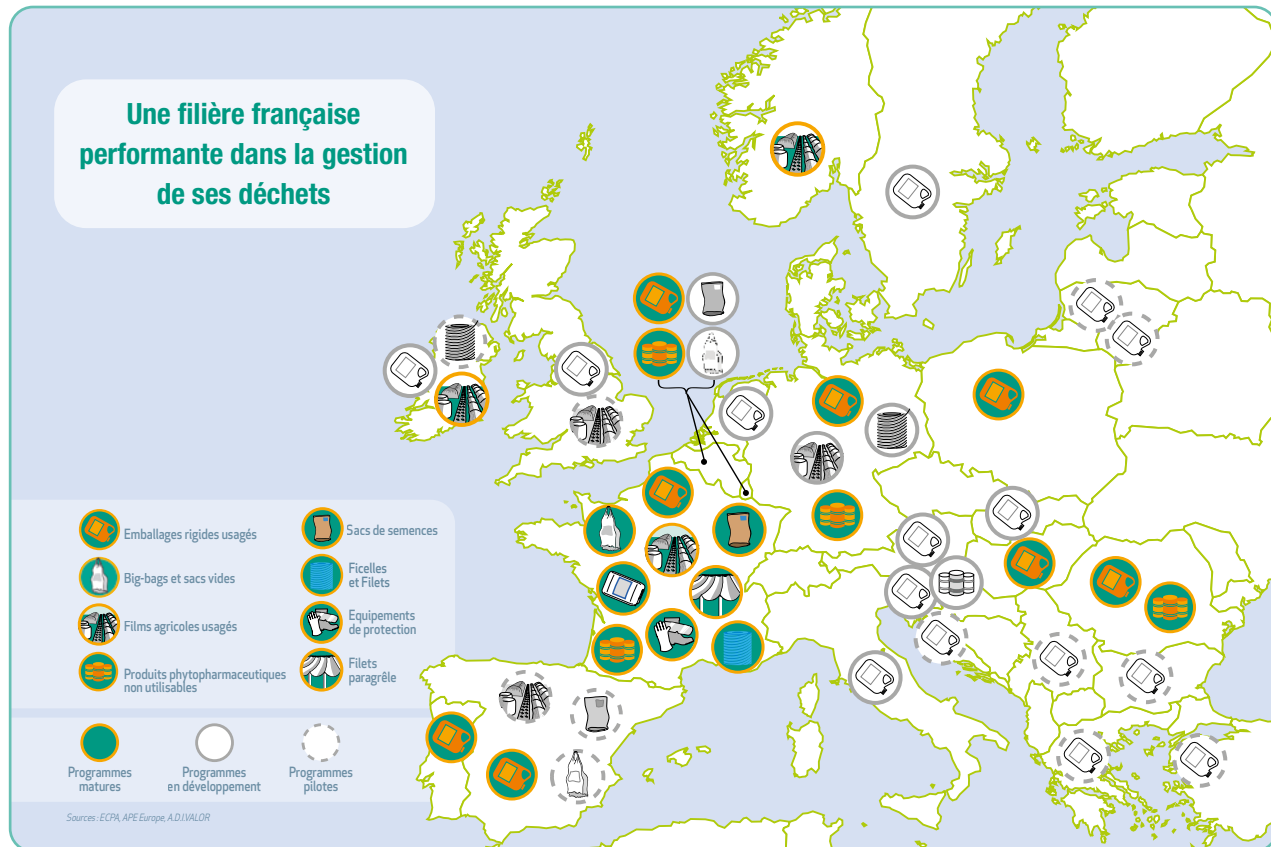 Une filière française
performante dans la gestion
de ses déchets
Emballages rigides usagés
Big-bags et sacs vides
Films agricoles usagés
Produits phytopharmaceutiques
non utilisables
Sacs de semences
Ficelles
et Filets
Equipements
de protection
Filets
paragrêle
Programmes
matures
Programmes
en développement
Programmes
pilotes
Sources : ECPA, APE Europe, A.D.I.VALOR